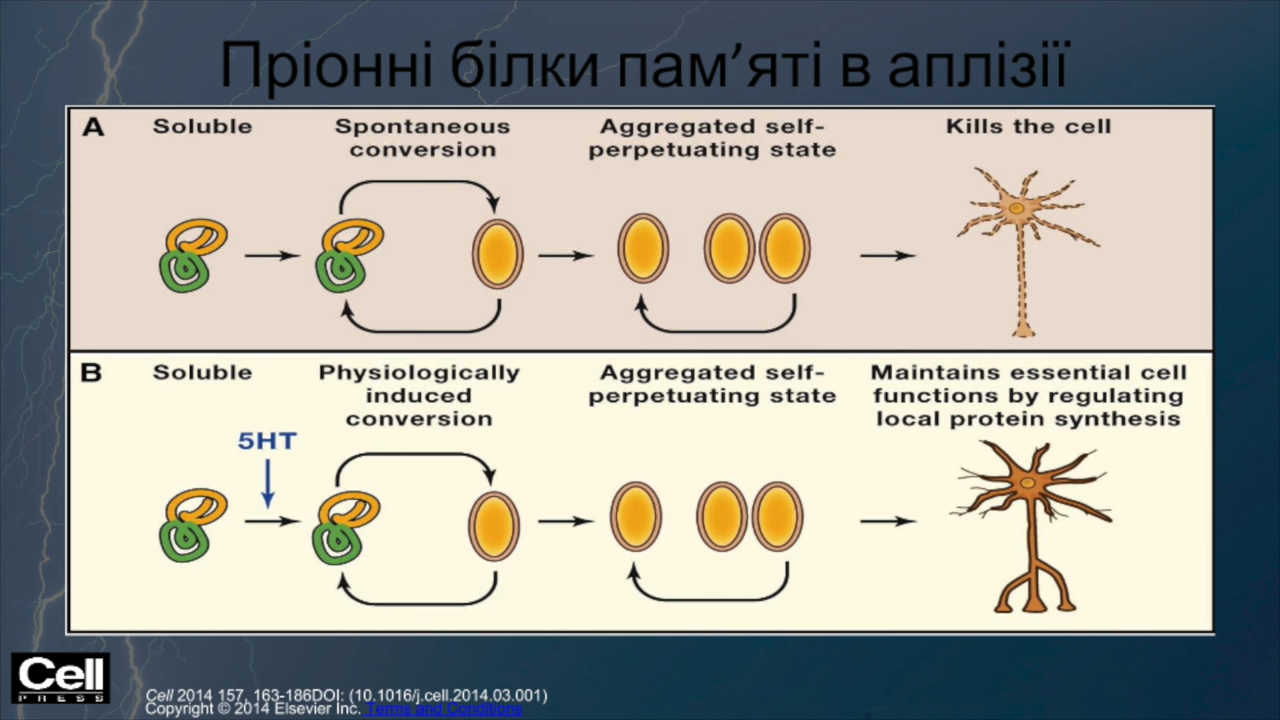 Пріонні білки пам’яті в аплізії
A
Soluble
Spontaneous
conversion
Aggregated self-
perpetuating state
Kills the cell
B
Soluble
Physiologically
induced
conversion
Aggregated self-
perpetuating state
Maintains essential cell
functions by regulating
local protein synthesis
5HT
Cell
PRESS
Cell 2014 157, 163-186DOI: (10.1016/j.cell.2014.03.001)
Copyright © 2014 Elsevier Inc. Terms and Conditions